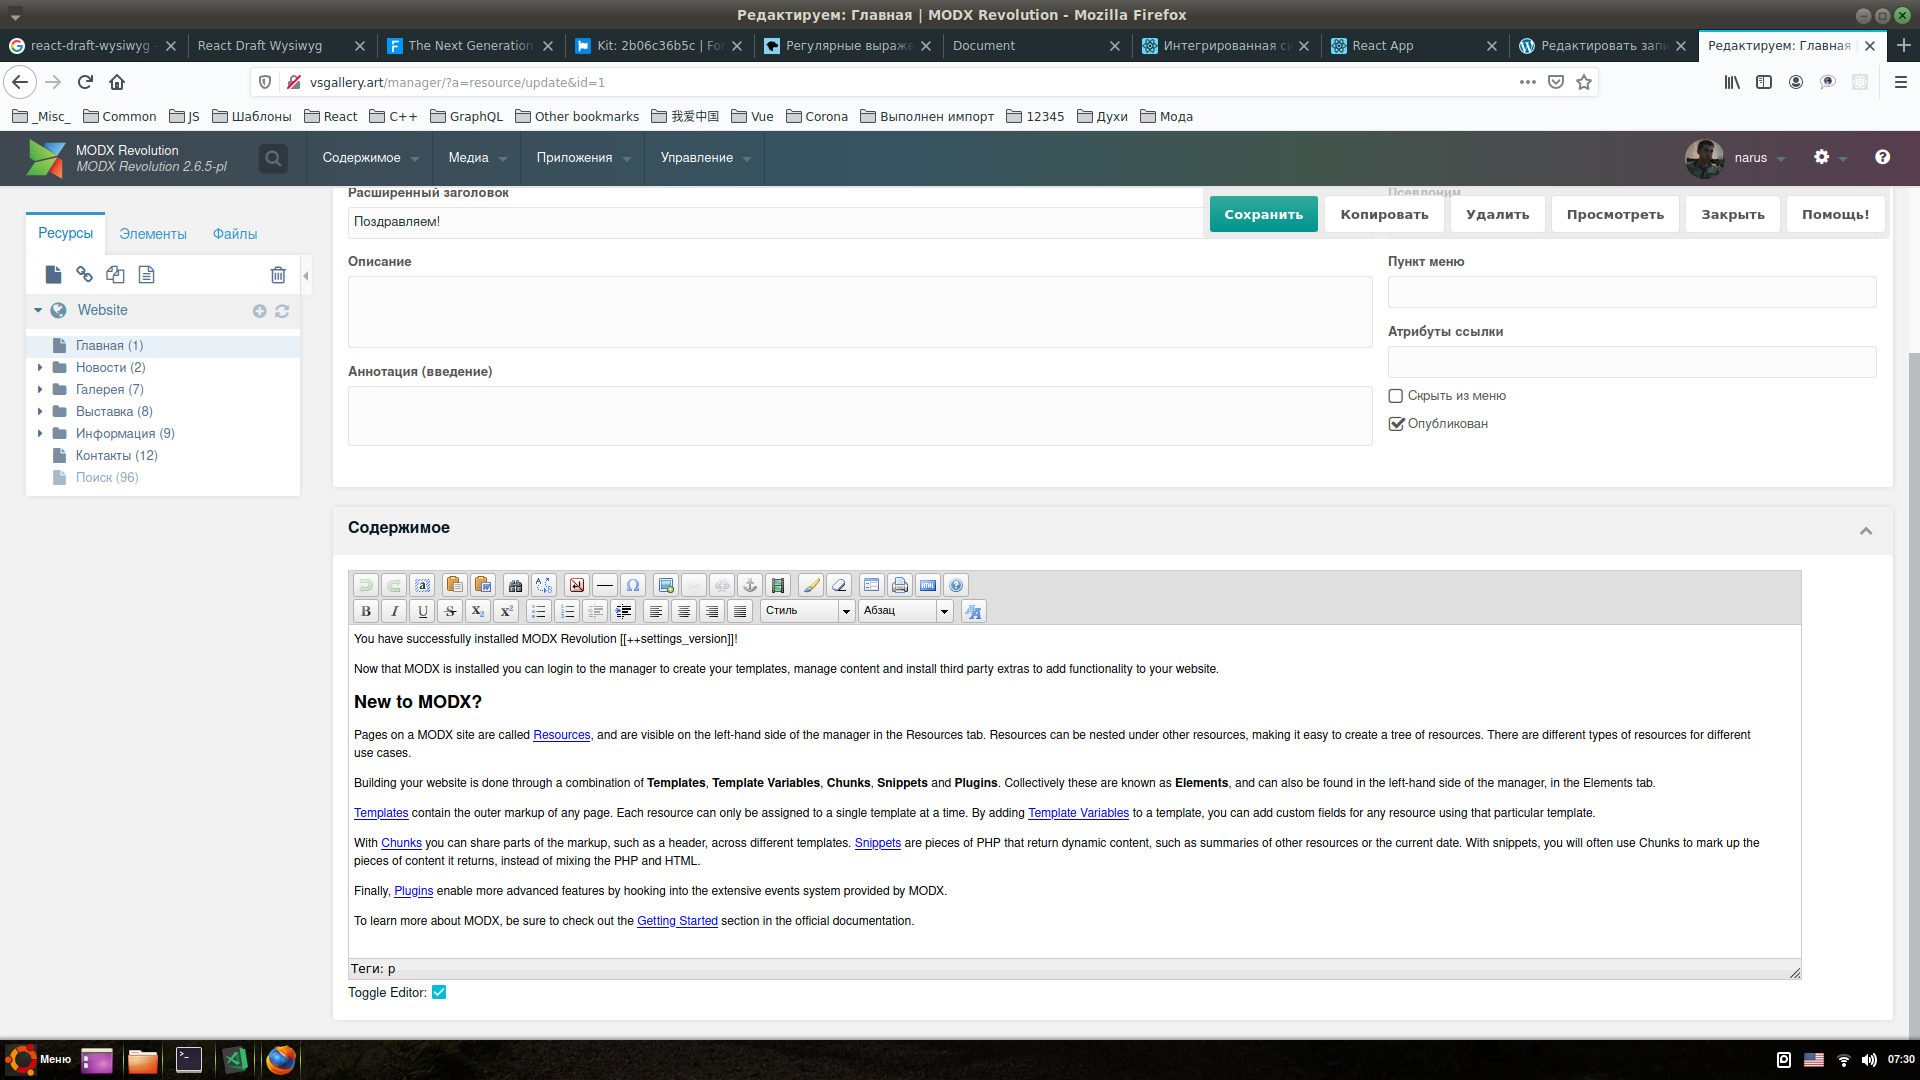 Редактируем: Главная | MODX Revolution - Mozilla Firefox
react-draft-wysiwyg -
React Draft Wysiwyg
The Next Generation
Kit: 2b06c36b5c | Fo
Регулярные выраже
Document
Интегрированная с
React App
Редактировать запи
Редактируем: Главная
vsgallery.art/manager/?a=resource/update&id=1
_Misc_
Common
JS
Шаблоны
React
C++
GraphQL
Other bookmarks
我爱中国
Vue
Corona
Выполнен импорт
12345
Духи
Мода
MODX Revolution
MODX Revolution 2.6.5-pl
Содержимое
Медиа
Приложения
Управление
narus
Ресурсы
Элементы
Файлы
Website
Главная (1)
Новости (2)
Галерея (7)
Выставка (8)
Информация (9)
Контакты (12)
Поиск (96)
Расширенный заголовок
Псевдоним
Поздравляем!
Сохранить
Копировать
Удалить
Просмотреть
Закрыть
Помощь!
Описание
Пункт меню
Атрибуты ссылки
Аннотация (введение)
Скрыть из меню
Опубликован
Содержимое
HTML
B I U S X2 X2
Стиль
Абзац
You have successfully installed MODX Revolution [[++settings_version]]!
Now that MODX is installed you can login to the manager to create your templates, manage content and install third party extras to add functionality to your website.
New to MODX?
Pages on a MODX site are called Resources, and are visible on the left-hand side of the manager in the Resources tab. Resources can be nested under other resources, making it easy to create a tree of resources. There are different types of resources for different
use cases.
Building your website is done through a combination of Templates, Template Variables, Chunks, Snippets and Plugins. Collectively these are known as Elements, and can also be found in the left-hand side of the manager, in the Elements tab.
Templates contain the outer markup of any page. Each resource can only be assigned to a single template at a time. By adding Template Variables to a template, you can add custom fields for any resource using that particular template.
With Chunks you can share parts of the markup, such as a header, across different templates. Snippets are pieces of PHP that return dynamic content, such as summaries of other resources or the current date. With snippets, you will often use Chunks to mark up the
pieces of content it returns, instead of mixing the PHP and HTML.
Finally, Plugins enable more advanced features by hooking into the extensive events system provided by MODX.
To learn more about MODX, be sure to check out the Getting Started section in the official documentation.
Теги: p
Toggle Editor:
Меню
07:30